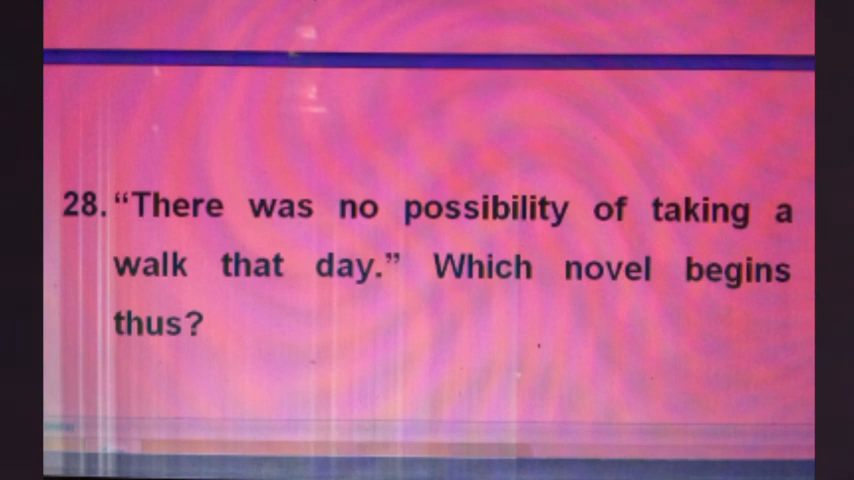 28. “There was no possibility of taking a
walk that day.” Which novel begins
thus?